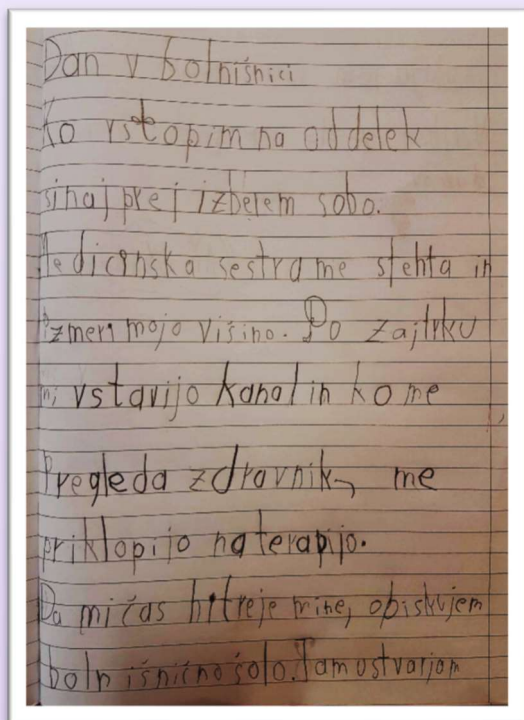 Dan v bolnišnici
Ko vstopim na oddelek
si najprej izberem sobo.
Medicinska sestra me stehta in
izmeri mojo višino. Po zajtrku
mi vstavijo kanal in ko me
pregleda zdravnik, me
priklopijo na terapijo.
Da mi čas hitreje mine, obiskujem
bolnišnično šolo. Tam ustvarjam